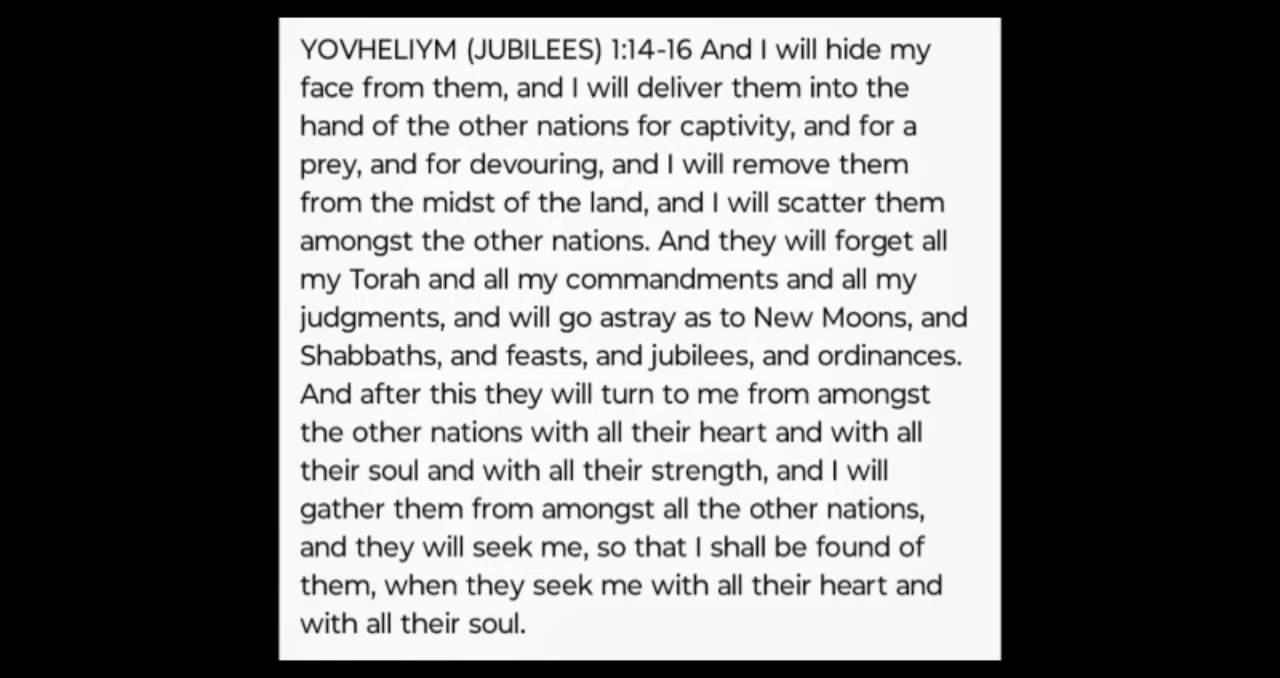 YOVHELIYM (JUBILEES) 1:14-16 And I will hide my
face from them, and I will deliver them into the
hand of the other nations for captivity, and for a
prey, and for devouring, and I will remove them
from the midst of the land, and I will scatter them
amongst the other nations. And they will forget all
my Torah and all my commandments and all my
judgments, and will go astray as to New Moons, and
Shabbaths, and feasts, and jubilees, and ordinances.
And after this they will turn to me from amongst
the other nations with all their heart and with all
their soul and with all their strength, and I will
gather them from amongst all the other nations,
and they will seek me, so that I shall be found of
them, when they seek me with all their heart and
with all their soul.